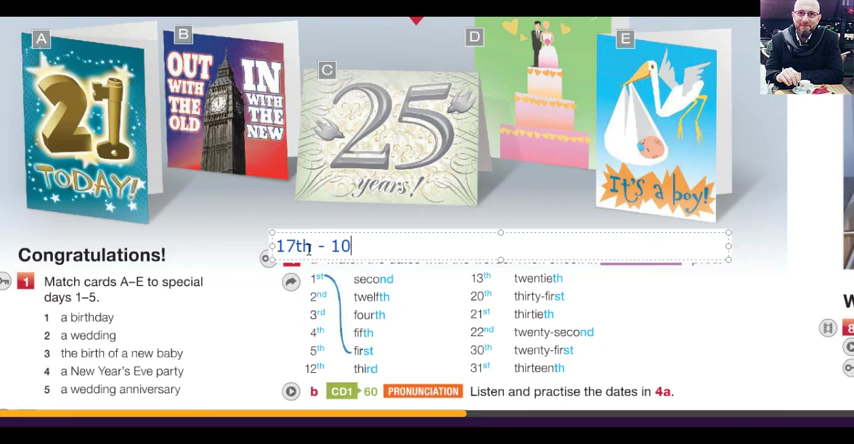 A
B
C
D
E
21
TODAY!
OUT
WITH
THE
OLD
IN
WITH
THE
NEW
25
years!
It's a boy!
17th - 10
Congratulations!
1 Match cards A–E to special
days 1–5.
1 a birthday
2 a wedding
3 the birth of a new baby
4 a New Year's Eve party
5 a wedding anniversary
1st second
2nd twelfth
3rd fourth
4th fifth
5th first
12th third
13th twentieth
20th thirty-first
21st thirtieth
22nd twenty-second
30th twenty-first
31st thirteenth
b CD1 60 PRONUNCIATION Listen and practise the dates in 4a.
8